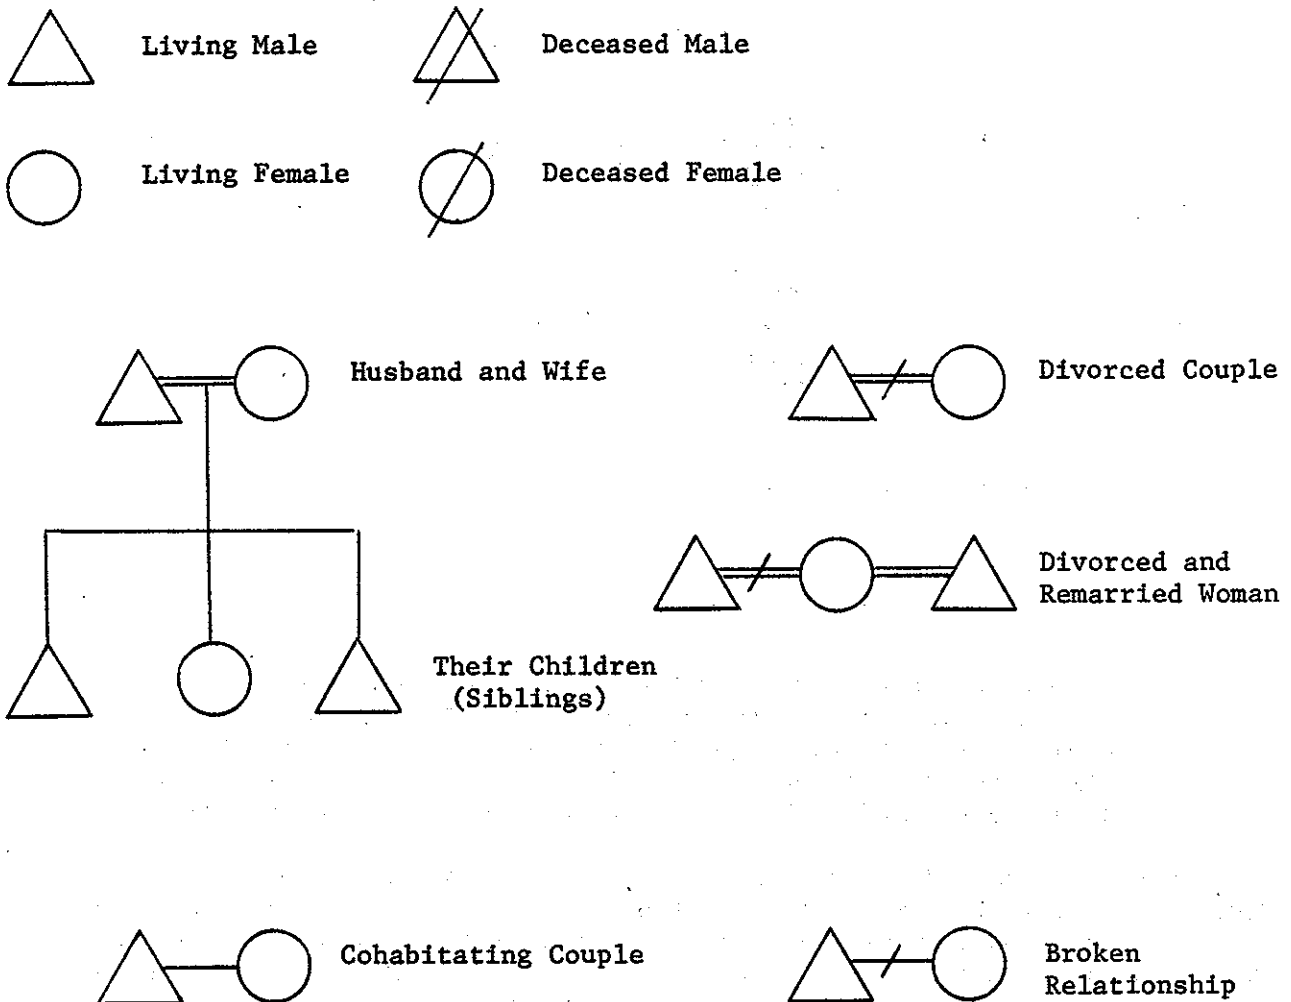 Living Male
Deceased Male
Living Female
Deceased Female
Husband and Wife
Divorced Couple
Divorced and
Remarried Woman
Their Children
(Siblings)
Cohabitating Couple
Broken
Relationship